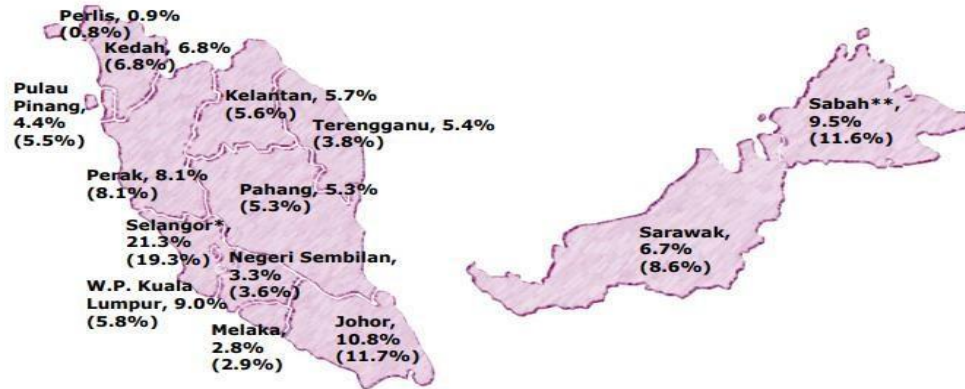 Perlis, 0.9%
(0.8%)
Kedah, 6.8%
(6.8%)
Pulau
Pinang,
4.4%
(5.5%)
Kelantan, 5.7%
(5.6%)
Terengganu, 5.4%
(3.8%)
Perak, 8.1%
(8.1%)
Pahang, 5.3%
(5.3%)
Selangor*,
21.3%
(19.3%)
Negeri Sembilan,
3.3%
(3.6%)
W.P. Kuala
Lumpur, 9.0%
(5.8%)
Melaka,
2.8%
(2.9%)
Johor,
10.8%
(11.7%)
Sabah**,
9.5%
(11.6%)
Sarawak,
6.7%
(8.6%)